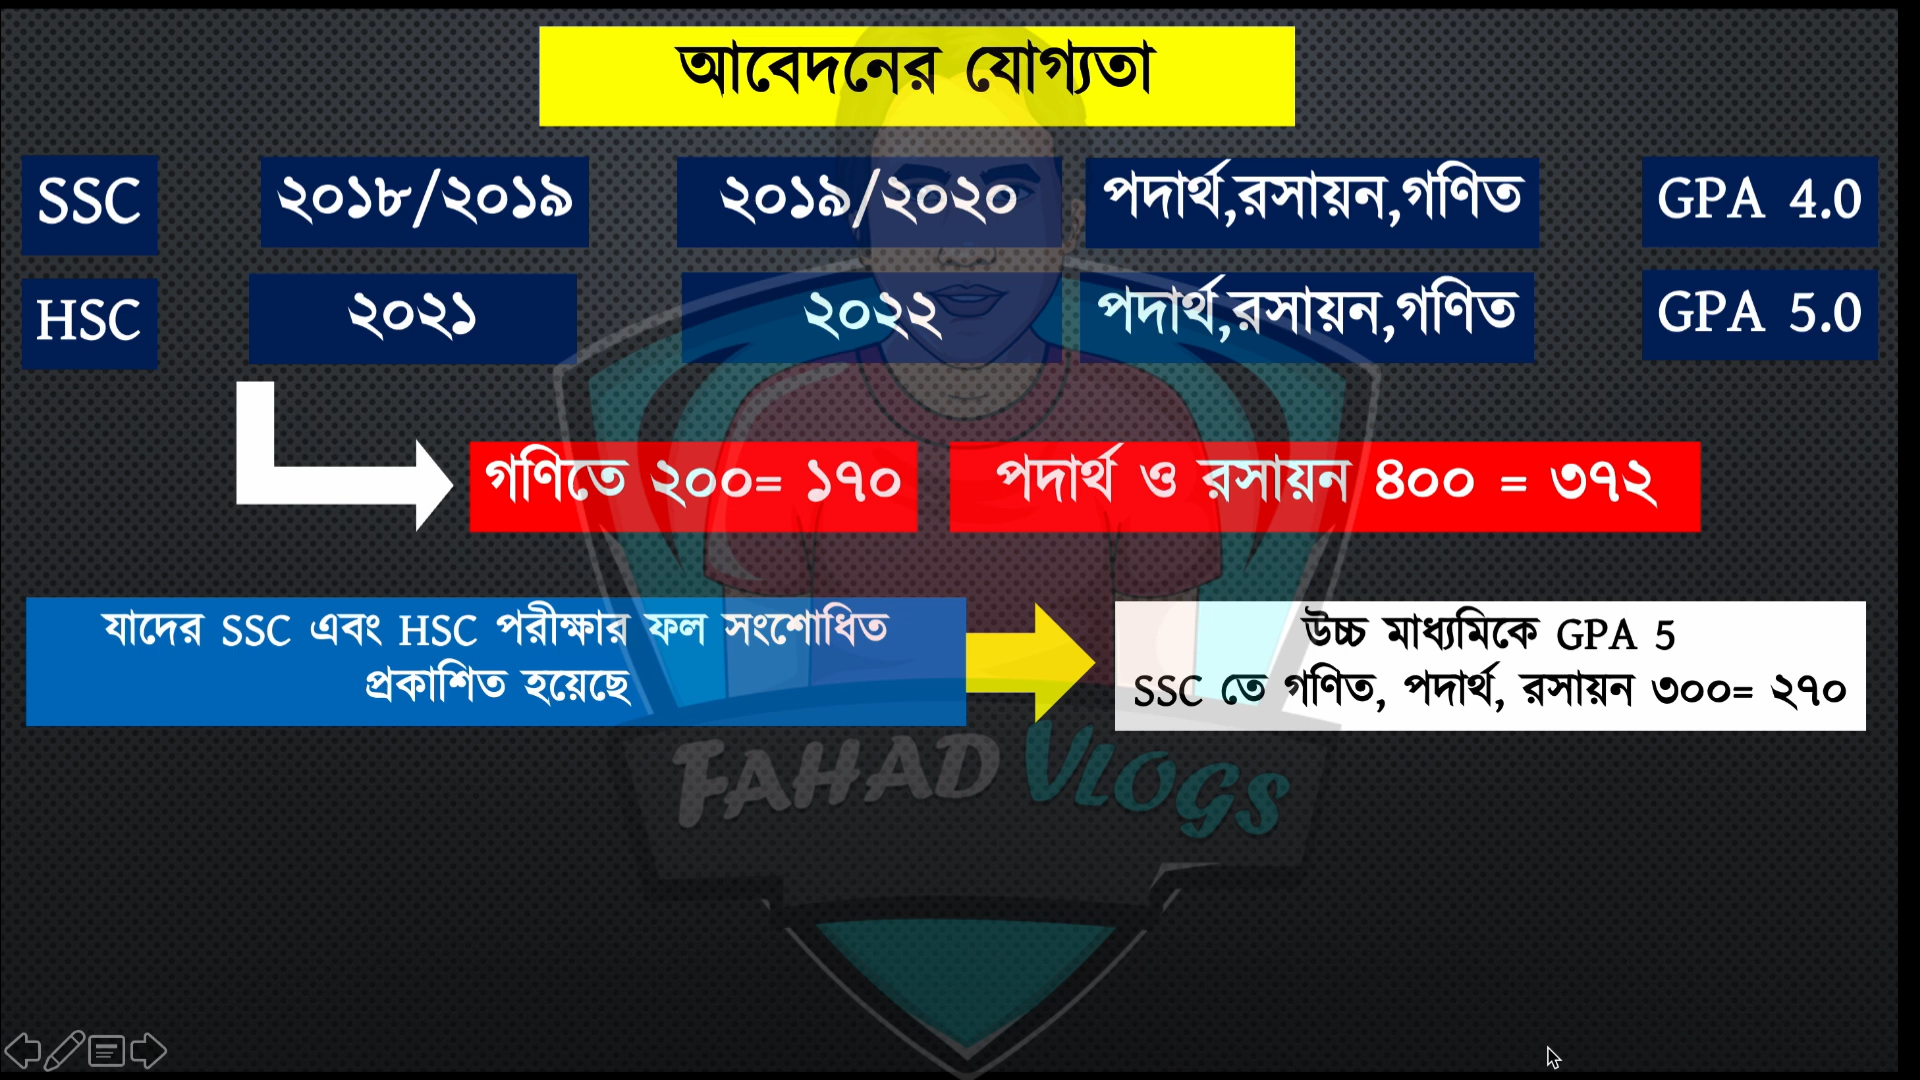 আবেদনের যোগ্যতা
SSC ২০১৮/২০১৯ ২০১৯/২০২০ পদার্থ,রসায়ন,গণিত GPA 4.0
HSC ২০২১ ২০২২ পদার্থ,রসায়ন,গণিত GPA 5.0
গণিতে ২০০= ১৭০ পদার্থ ও রসায়ন ৪০০ = ৩৭২
যাদের SSC এবং HSC পরীক্ষার ফল সংশোধিত
প্রকাশিত হয়েছে
উচ্চ মাধ্যমিকে GPA 5
SSC তে গণিত, পদার্থ, রসায়ন ৩০০= ২৭০
FAHAD VLOGS